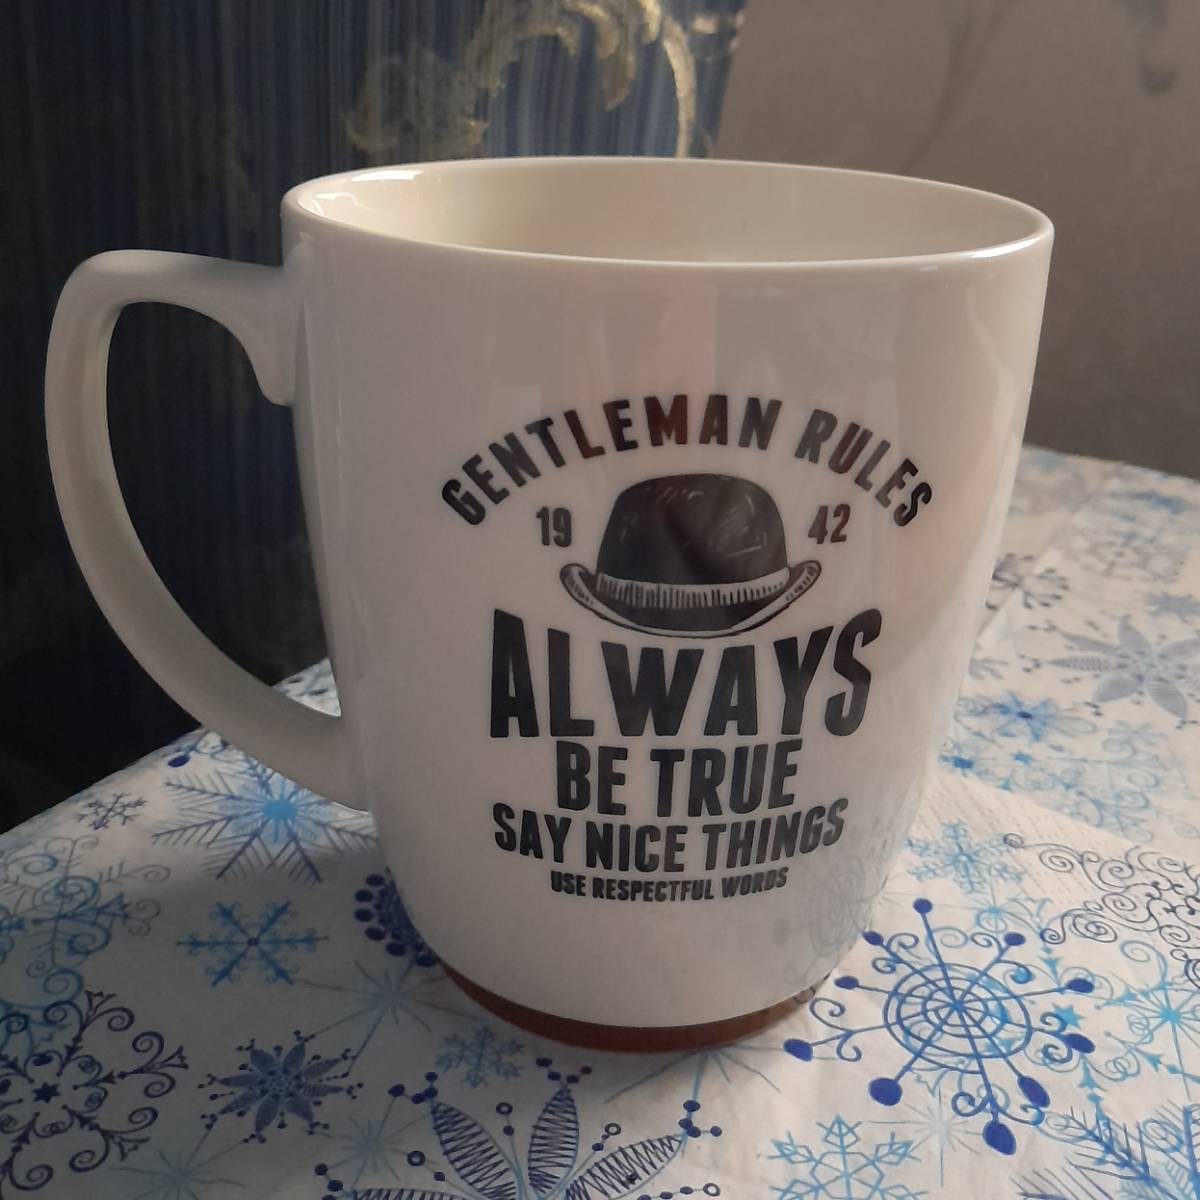 GENTLEMAN RULES
19 42
ALWAYS
BE TRUE
SAY NICE THINGS
USE RESPECTFUL WORDS